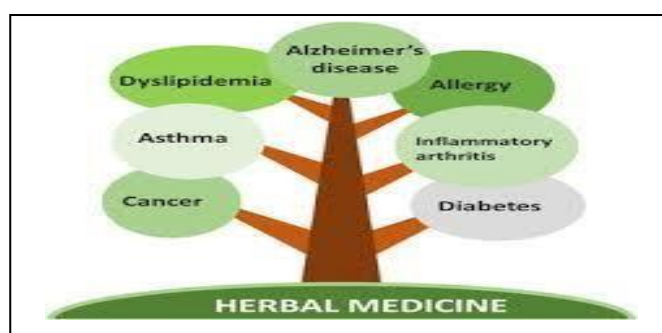 Alzheimer's
disease
Dyslipidemia
Allergy
Asthma
Inflammatory
arthritis
Cancer
Diabetes
HERBAL MEDICINE